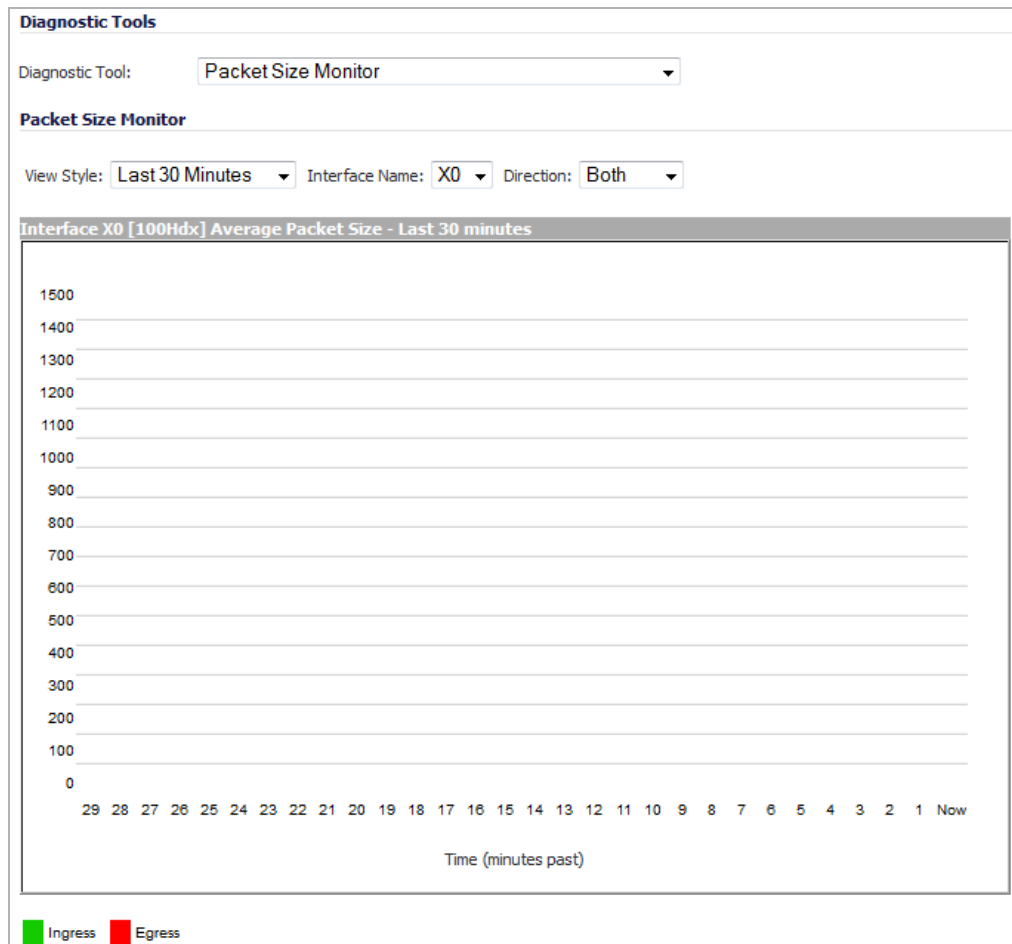 Diagnostic Tools
Diagnostic Tool: Packet Size Monitor
Packet Size Monitor
View Style: Last 30 Minutes Interface Name: X0 Direction: Both
Interface X0 [100Hdx] Average Packet Size - Last 30 minutes
1500
1400
1300
1200
1100
1000
900
800
700
600
500
400
300
200
100
0
29 28 27 26 25 24 23 22 21 20 19 18 17 16 15 14 13 12 11 10 9 8 7 6 5 4 3 2 1 Now
Time (minutes past)
Ingress Egress